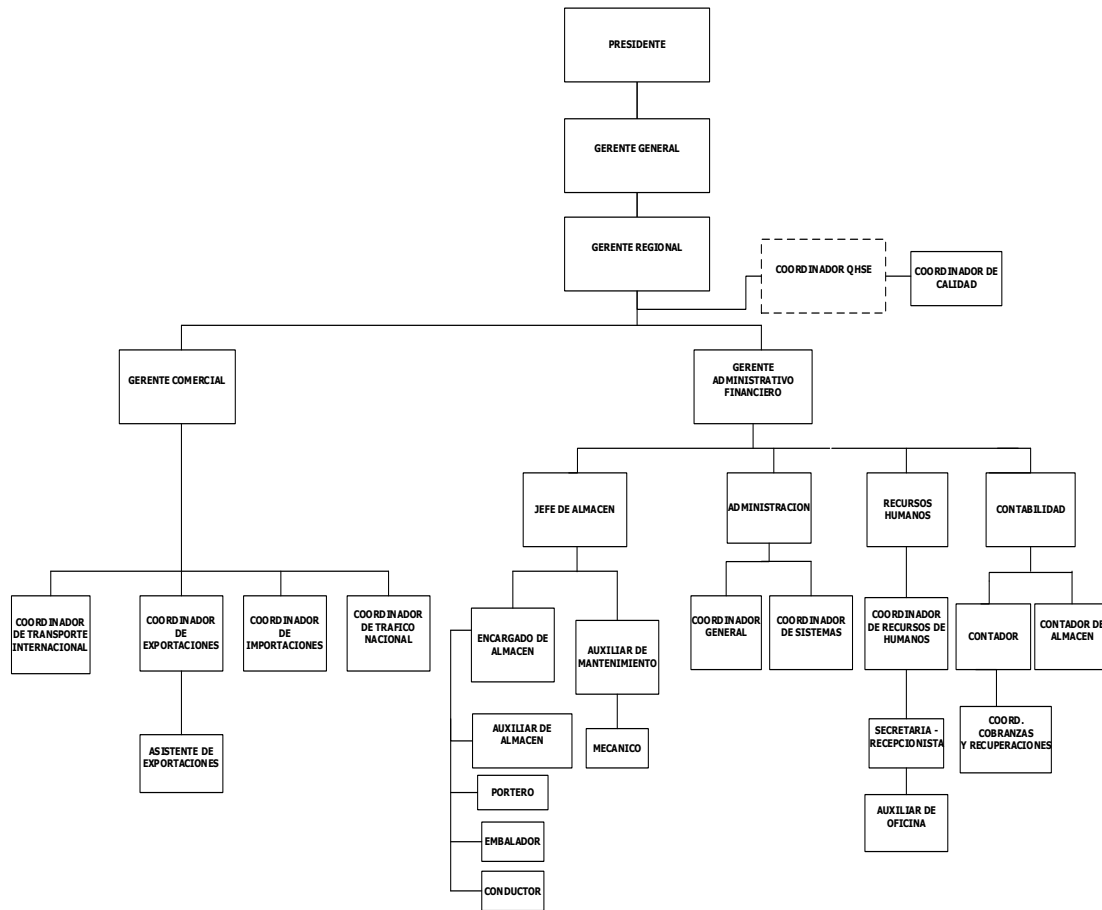 PRESIDENTE
GERENTE GENERAL
GERENTE REGIONAL
COORDINADOR QHSE
COORDINADOR DE
CALIDAD
GERENTE COMERCIAL
GERENTE
ADMINISTRATIVO
FINANCIERO
JEFE DE ALMACEN
ADMINISTRACION
RECURSOS
HUMANOS
CONTABILIDAD
COORDINADOR
DE TRANSPORTE
INTERNACIONAL
COORDINADOR
DE
EXPORTACIONES
COORDINADOR
DE
IMPORTACIONES
COORDINADOR
DE TRAFICO
NACIONAL
ENCARGADO DE
ALMACEN
AUXILIAR DE
MANTENIMIENTO
COORDINADOR
GENERAL
COORDINADOR
DE SISTEMAS
COORDINADOR
DE RECURSOS DE
HUMANOS
CONTADOR
CONTADOR DE
ALMACEN
ASISTENTE DE
EXPORTACIONES
AUXILIAR DE
ALMACEN
MECANICO
SECRETARIA -
RECEPCIONISTA
COORD.
COBRANZAS
Y RECUPERACIONES
PORTERO
AUXILIAR DE
OFICINA
EMBALADOR
CONDUCTOR